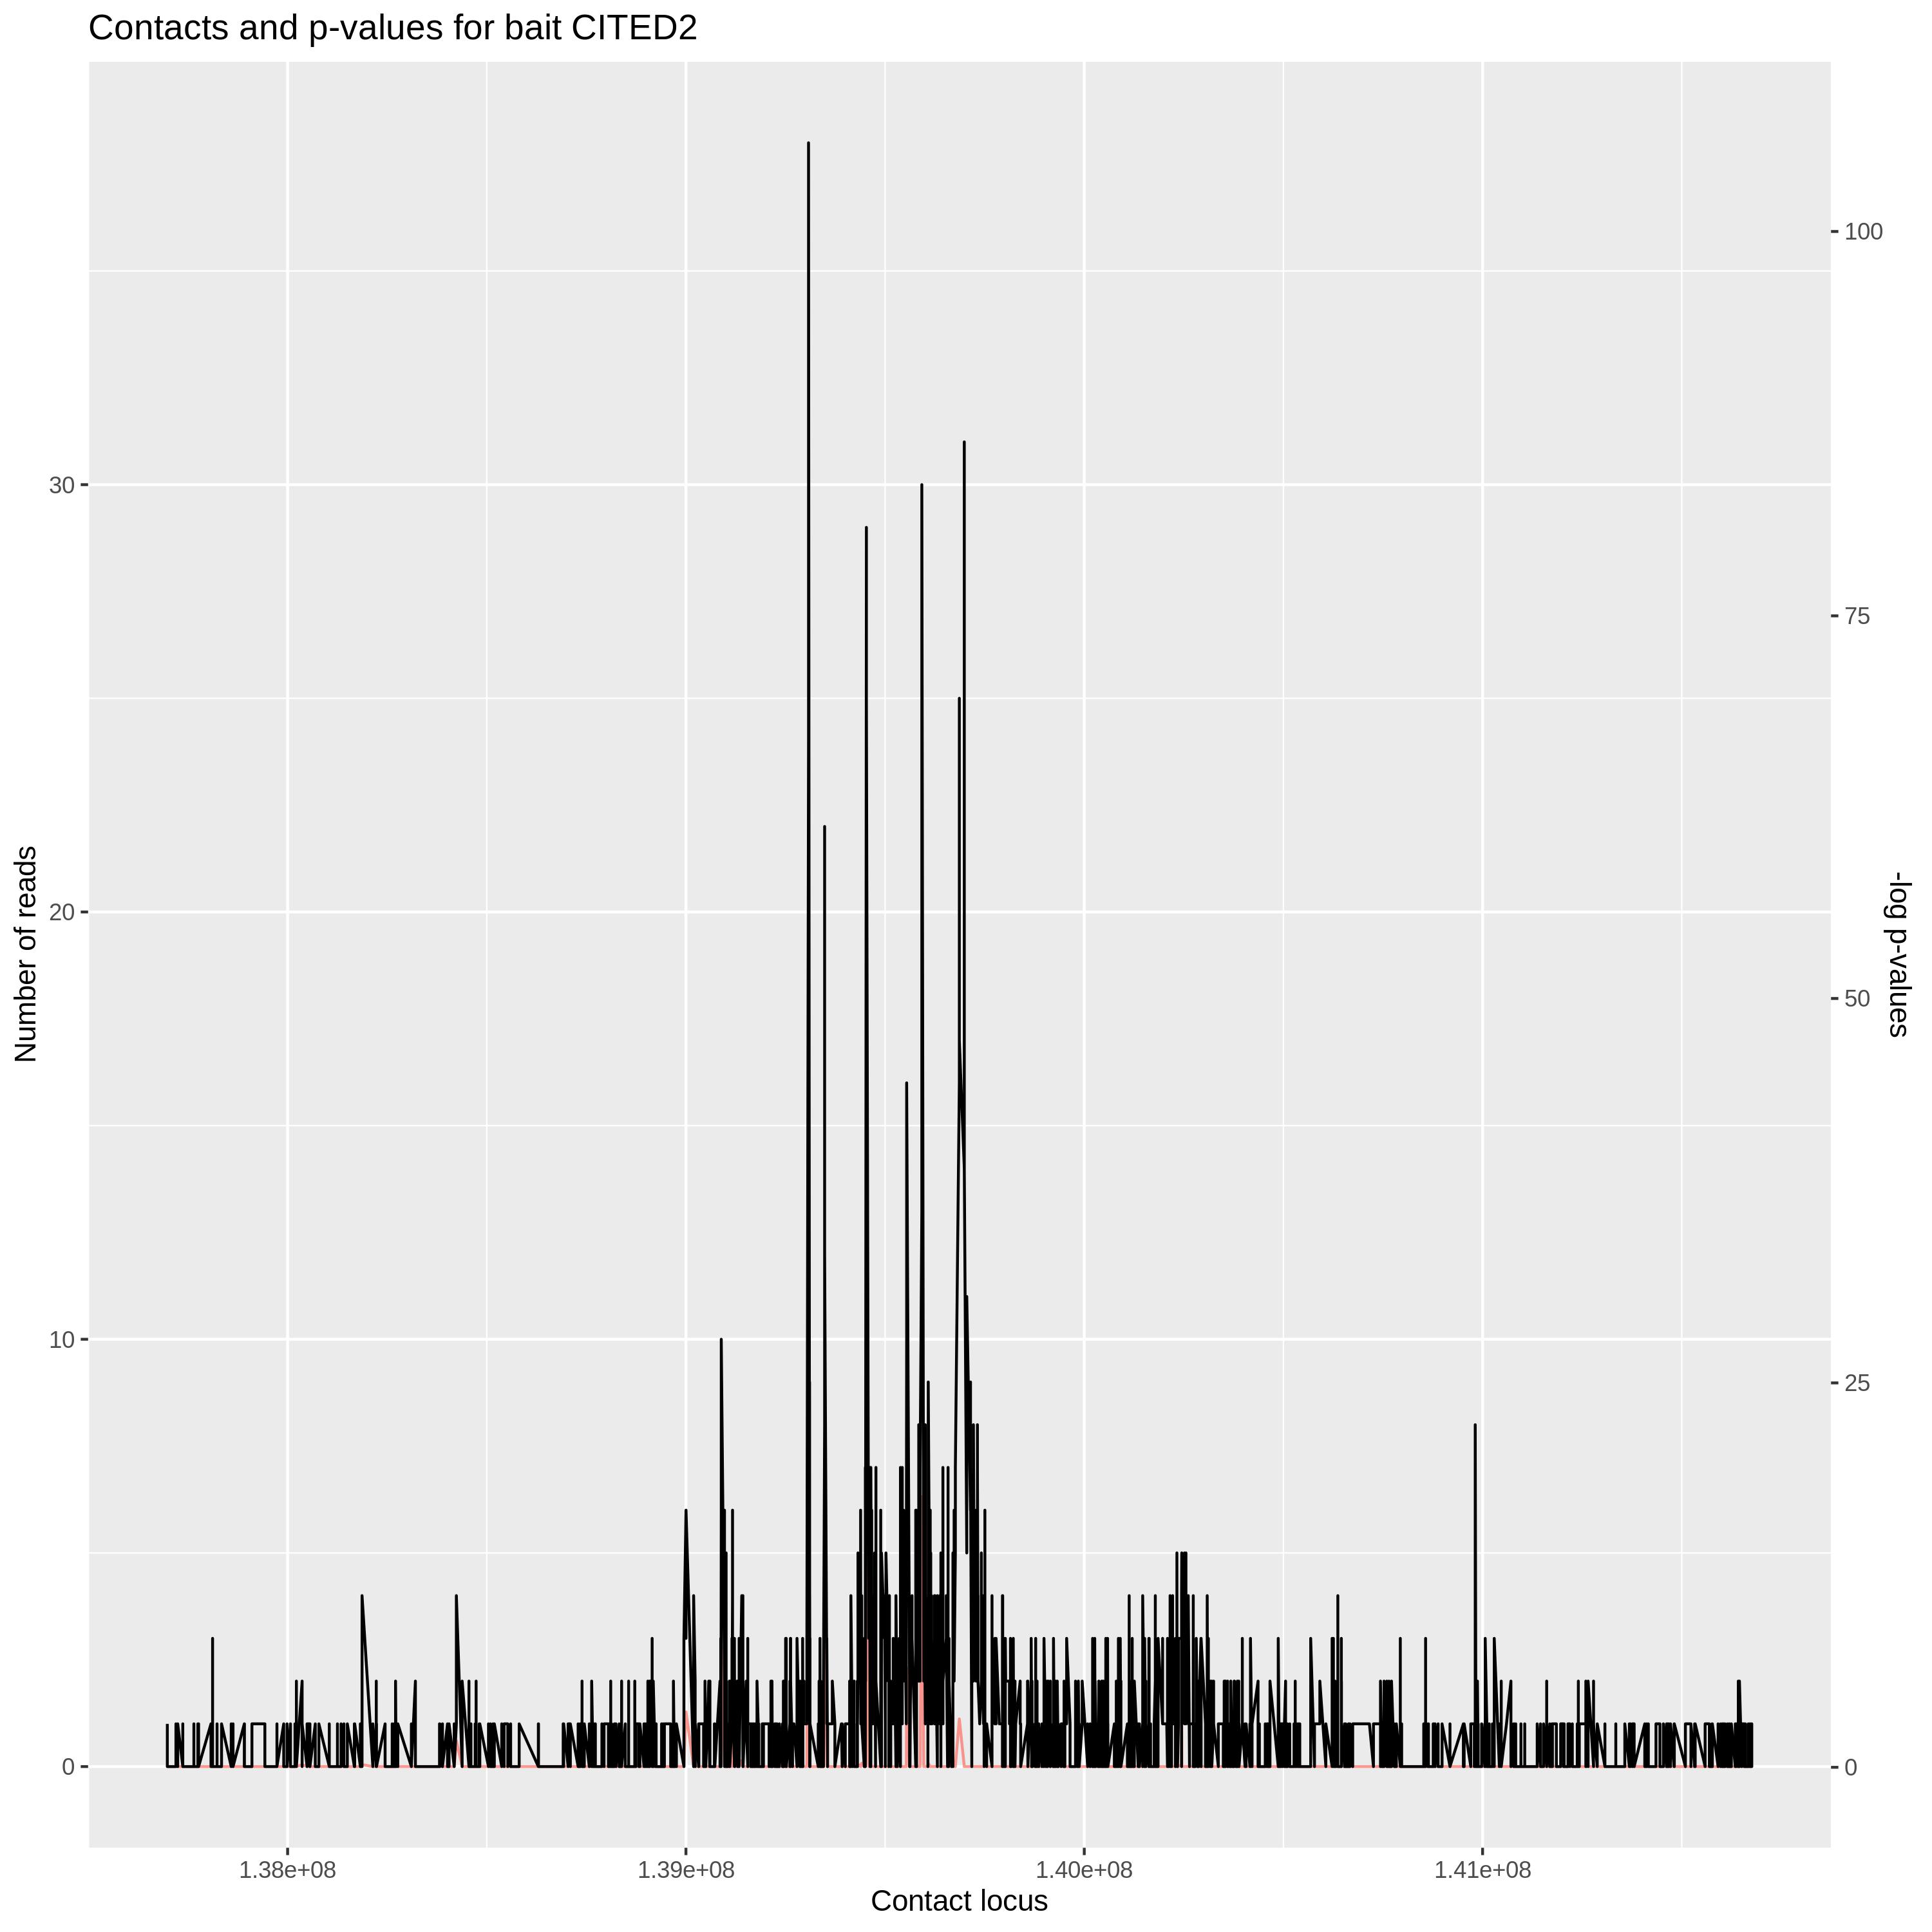 Contacts and p-values for bait CITED2
Number of reads
30
20
10
0
100
75
50
25
0
-log p-values
1.38e+08
1.39e+08
1.40e+08
1.41e+08
Contact locus